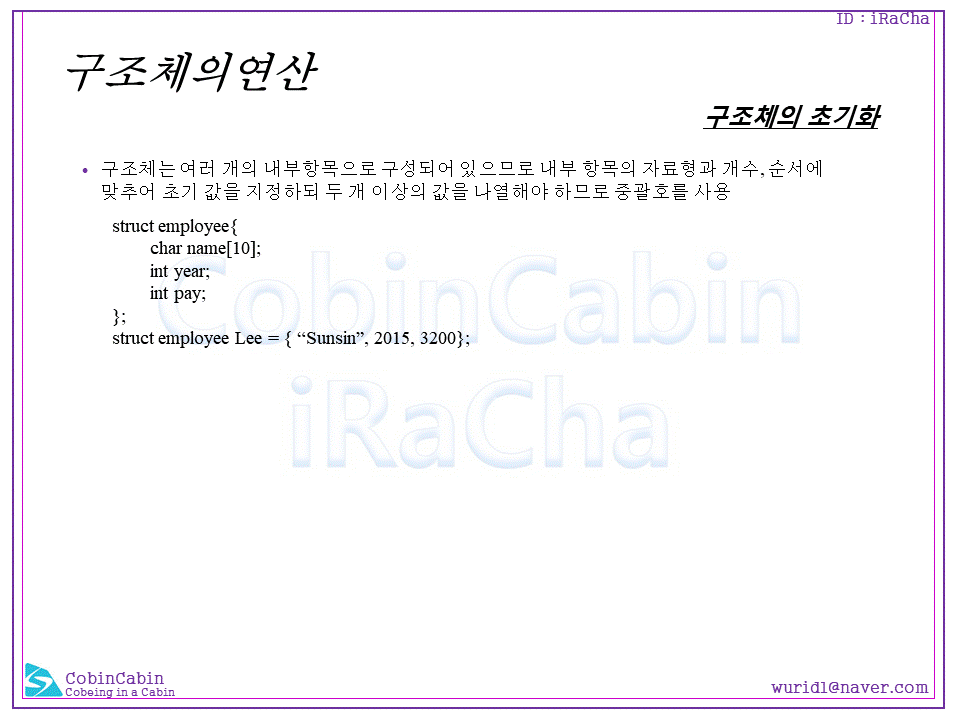 ID : iRaCha
구조체의연산
구조체의 초기화
• 구조체는 여러 개의 내부항목으로 구성되어 있으므로 내부 항목의 자료형과 개수, 순서에
맞추어 초기 값을 지정하되 두 개 이상의 값을 나열해야 하므로 중괄호를 사용
struct employee{
char name[10];
int year;
int pay;
};
struct employee Lee = { “Sunsin”, 2015, 3200};
CobinCabin
iRaCha
CobinCabin
Cobeing in a Cabin
wurid1@naver.com